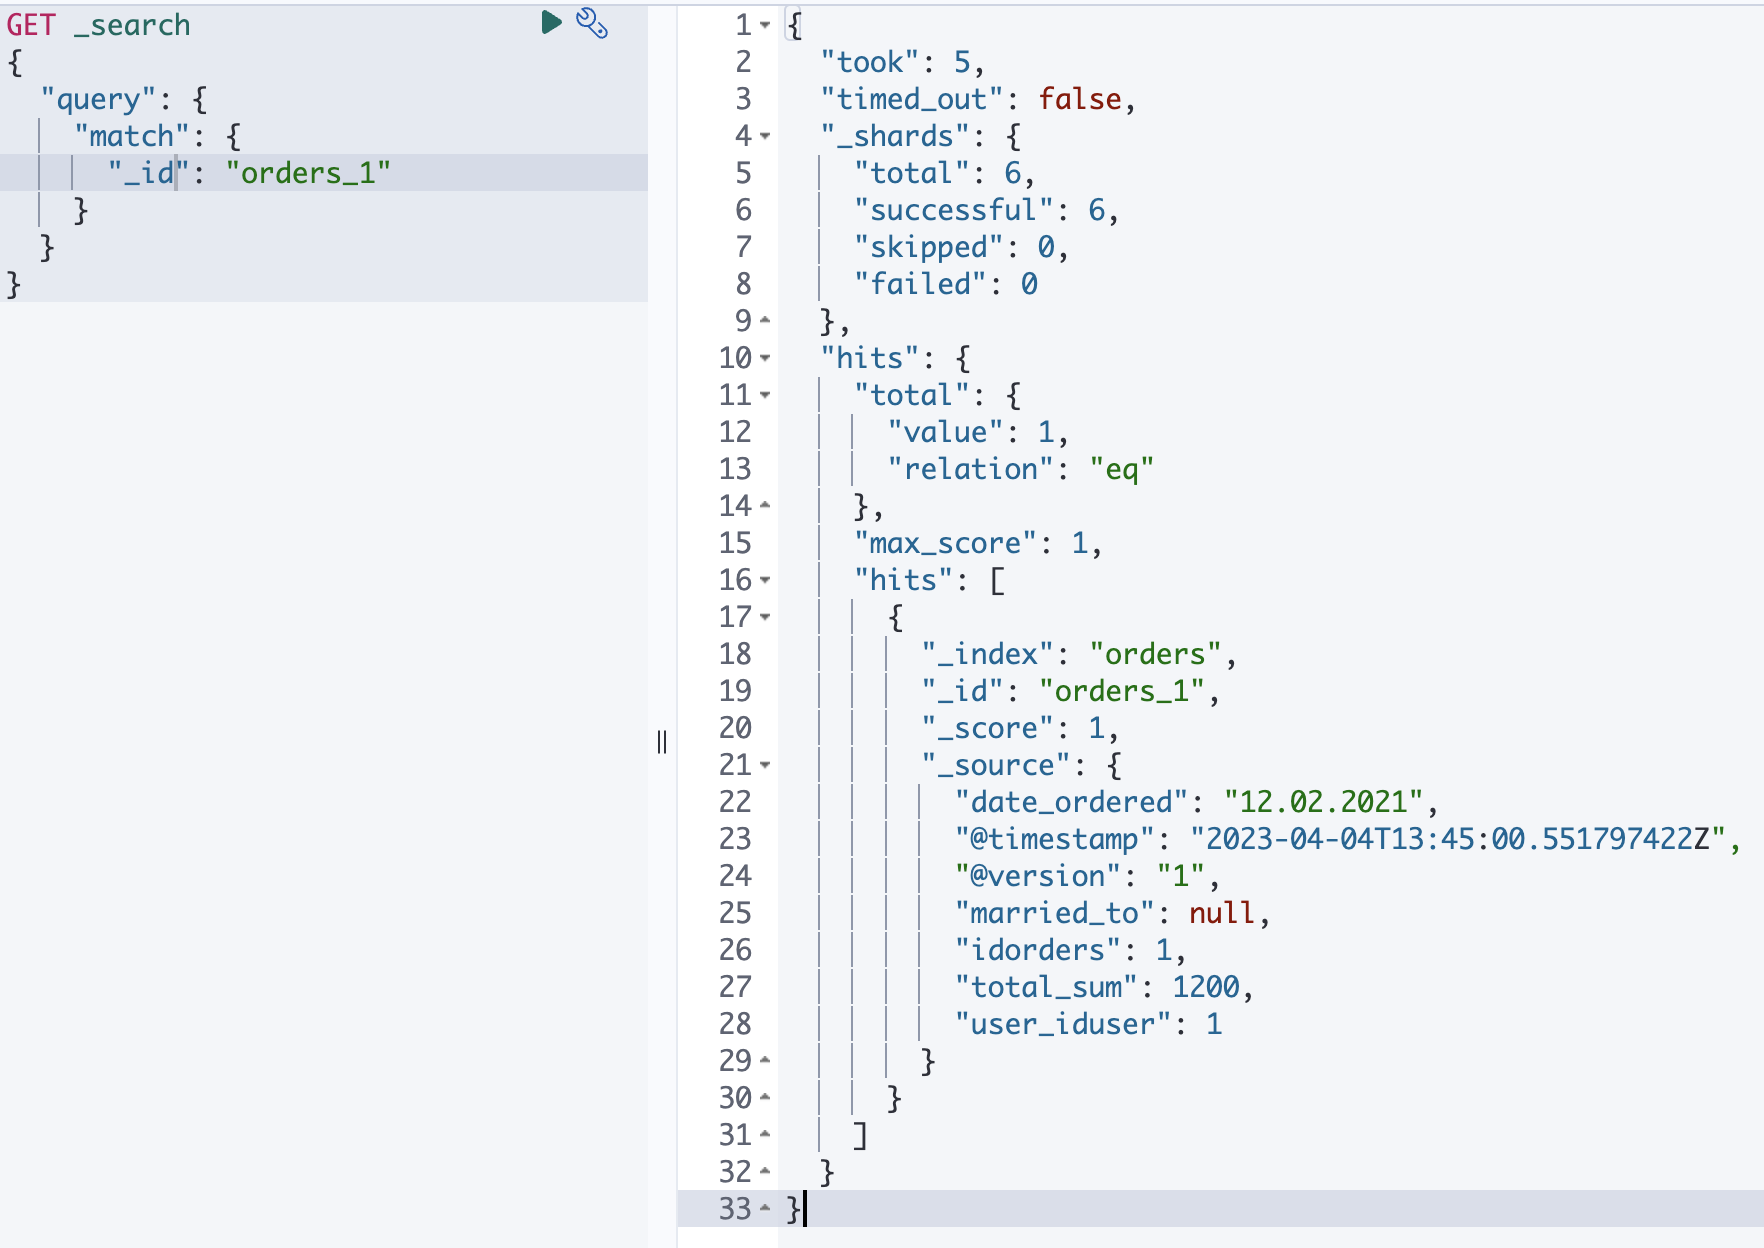 GET _search
{
  "query": {
    "match": {
      "_id": "orders_1"
    }
  }
}
1 {
2   "took": 5,
3   "timed_out": false,
4   "_shards": {
5     "total": 6,
6     "successful": 6,
7     "skipped": 0,
8     "failed": 0
9   },
10   "hits": {
11     "total": {
12       "value": 1,
13       "relation": "eq"
14     },
15     "max_score": 1,
16     "hits": [
17       {
18         "_index": "orders",
19         "_id": "orders_1",
20         "_score": 1,
21         "_source": {
22           "date_ordered": "12.02.2021",
23           "@timestamp": "2023-04-04T13:45:00.551797422Z",
24           "@version": "1",
25           "married_to": null,
26           "idorders": 1,
27           "total_sum": 1200,
28           "user_iduser": 1
29         }
30       }
31     ]
32   }
33 }